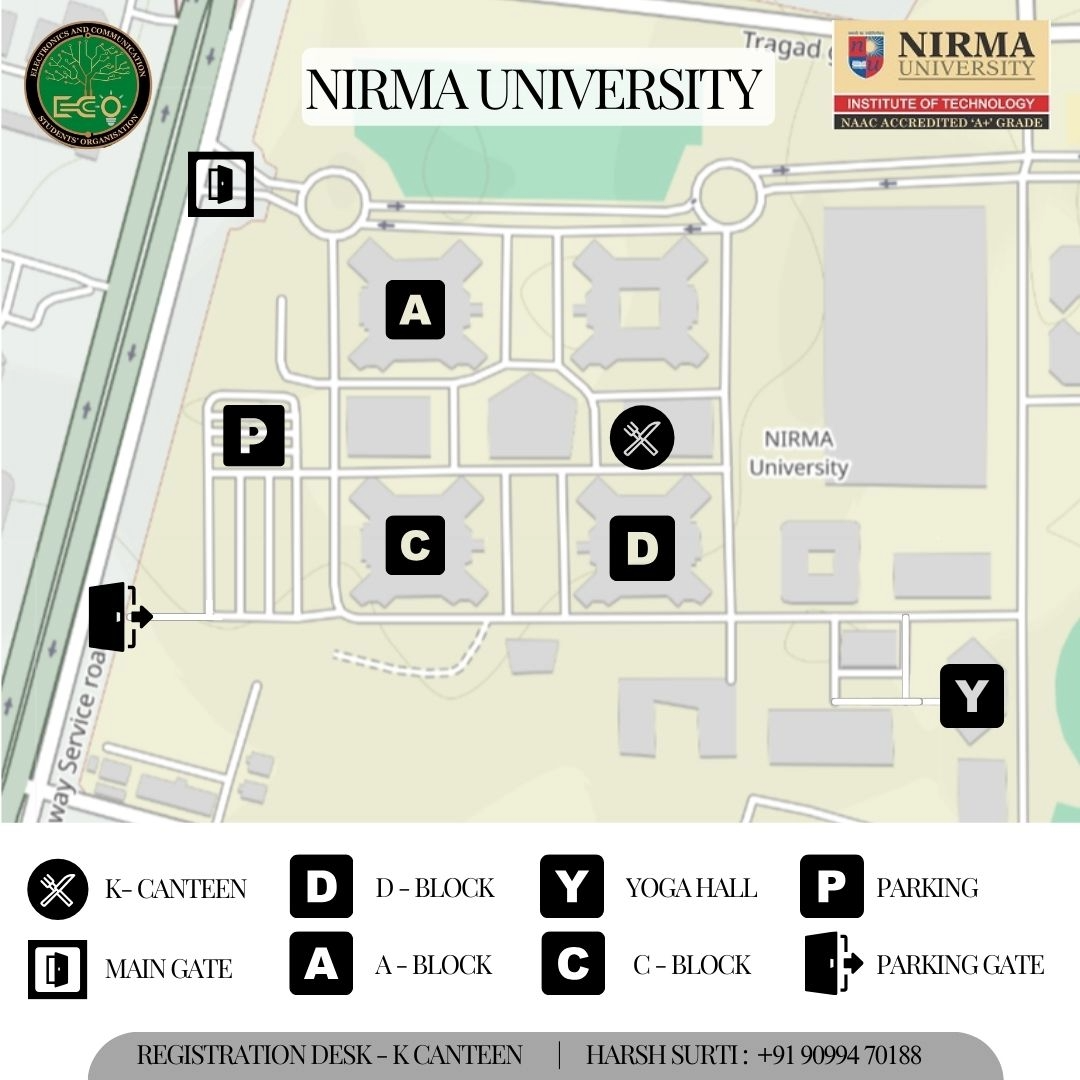 ELECTRONICS AND COMMUNICATION
E-C-O
STUDENTS' ORGANISATION
NIRMA UNIVERSITY
Tragad
NIRMA
UNIVERSITY
INSTITUTE OF TECHNOLOGY
NAAC ACCREDITED 'A+' GRADE
A
P
NIRMA
University
C
D
way Service roa
Y
K- CANTEEN
D
D - BLOCK
Y
YOGA HALL
P
PARKING
MAIN GATE
A
A - BLOCK
C
C - BLOCK
PARKING GATE
REGISTRATION DESK - K CANTEEN | HARSH SURTI : +91 90994 70188